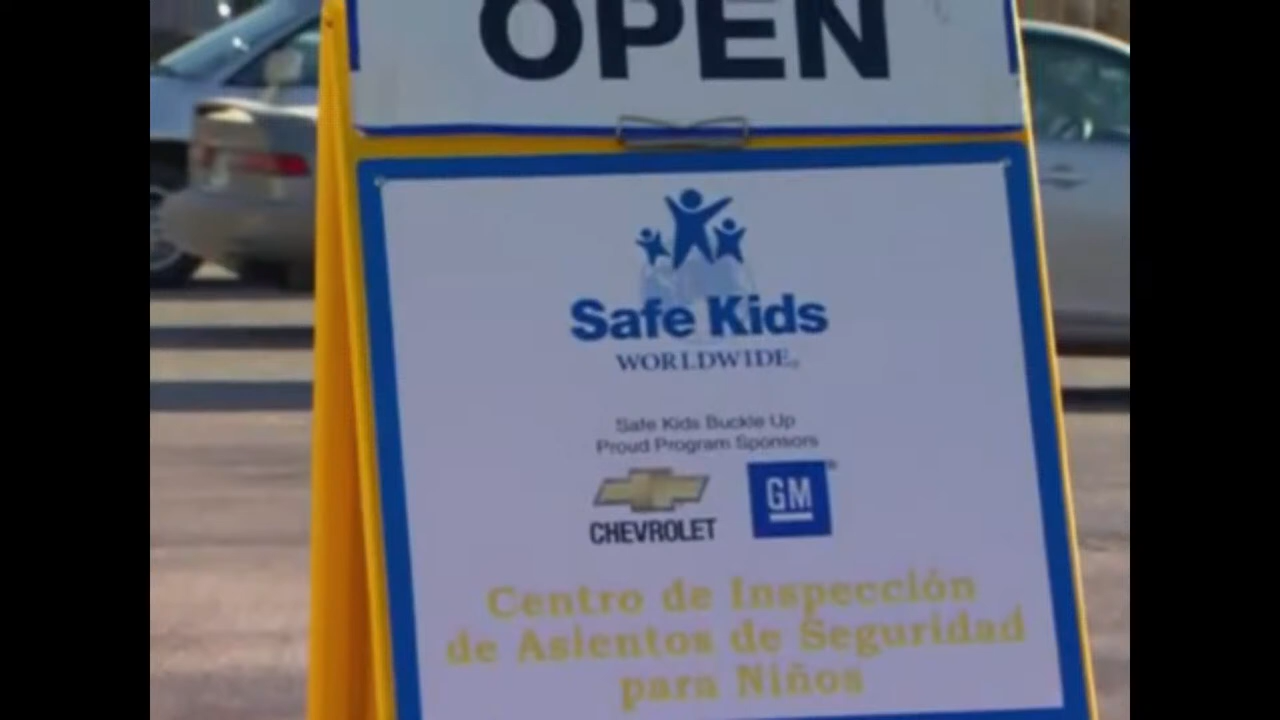 OPEN
Safe Kids
WORLDWIDE®
Safe Kids Buckle Up
Proud Program Sponsors
CHEVROLET
GM
Centro de Inspección
de Asientos de Seguridad
para Niños